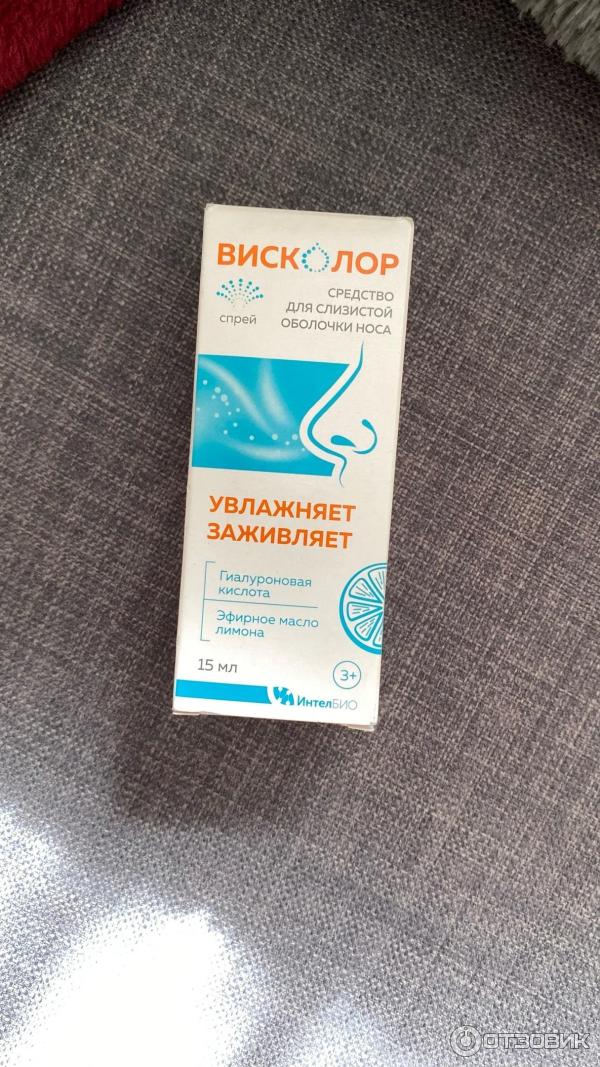 ВИСКОЛОР
спрей
СРЕДСТВО
ДЛЯ СЛИЗИСТОЙ
ОБОЛОЧКИ НОСА
УВЛАЖНЯЕТ
ЗАЖИВЛЯЕТ
Гиалуроновая
кислота
Эфирное масло
лимона
15 мл
3+
ИнтелБИО
ОТЗОВИК